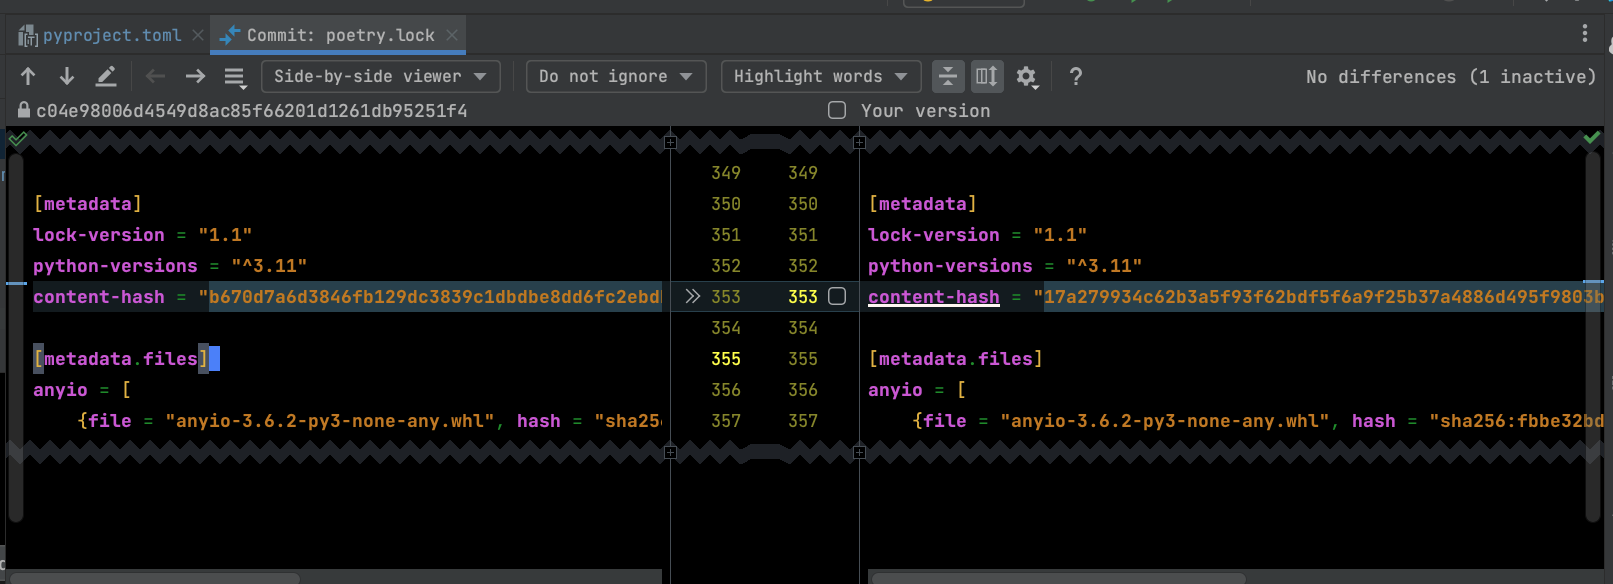 pyproject.toml
Commit: poetry.lock
Side-by-side viewer
Do not ignore
Highlight words
?
No differences (1 inactive)
c04e98006d4549d8ac85f66201d1261db95251f4
Your version
349 349
[metadata] 350 350 [metadata]
lock-version = "1.1" 351 351 lock-version = "1.1"
python-versions = "^3.11" 352 352 python-versions = "^3.11"
content-hash = "b670d7a6d3846fb129dc3839c1dbdbe8dd6fc2ebd 353 353 content-hash = "17a279934c62b3a5f93f62bdf5f6a9f25b37a4886d495f9803b
354 354
[metadata.files] 355 355 [metadata.files]
anyio = [ 356 356 anyio = [
{file = "anyio-3.6.2-py3-none-any.whl", hash = "sha25 357 357 {file = "anyio-3.6.2-py3-none-any.whl", hash = "sha256:fbbe32bd